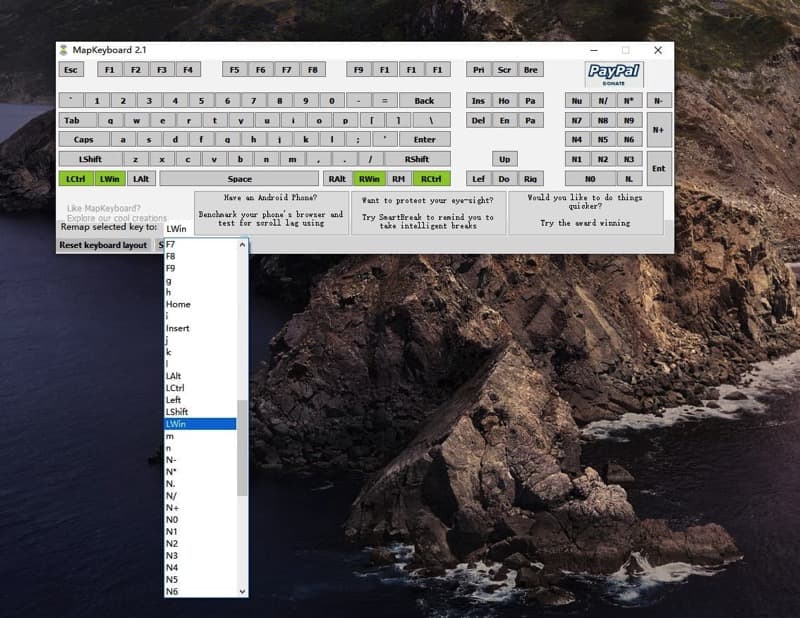 MapKeyboard 2.1
Esc F1 F2 F3 F4 F5 F6 F7 F8 F9 F1 F1 F1 Pri Scr Bre
PayPal
DONATE
` 1 2 3 4 5 6 7 8 9 0 - = Back Ins Ho Pa Nu N/ N* N-
Tab q w e r t y u i o p [ ] \ Del En Pa N7 N8 N9 N+
Caps a s d f g h j k l ; ' Enter N4 N5 N6
LShift z x c v b n m , . / RShift Up N1 N2 N3 Ent
LCtrl LWin LAlt Space RAlt RWin RM RCtrl Lef Do Rig N0 N.
Like MapKeyboard?
Explore our cool creations
Have an Android Phone?
Benchmark your phone's browser and
test for scroll lag using
Want to protect your eye-sight?
Try SmartBreak to remind you to
take intelligent breaks
Would you like to do things
quicker?
Try the award winning
Remap selected key to: LWin
Reset keyboard layout S
F7
F8
F9
g
h
Home
i
Insert
j
k
l
LAlt
LCtrl
Left
LShift
LWin
m
n
N-
N*
N.
N/
N+
N0
N1
N2
N3
N4
N5
N6